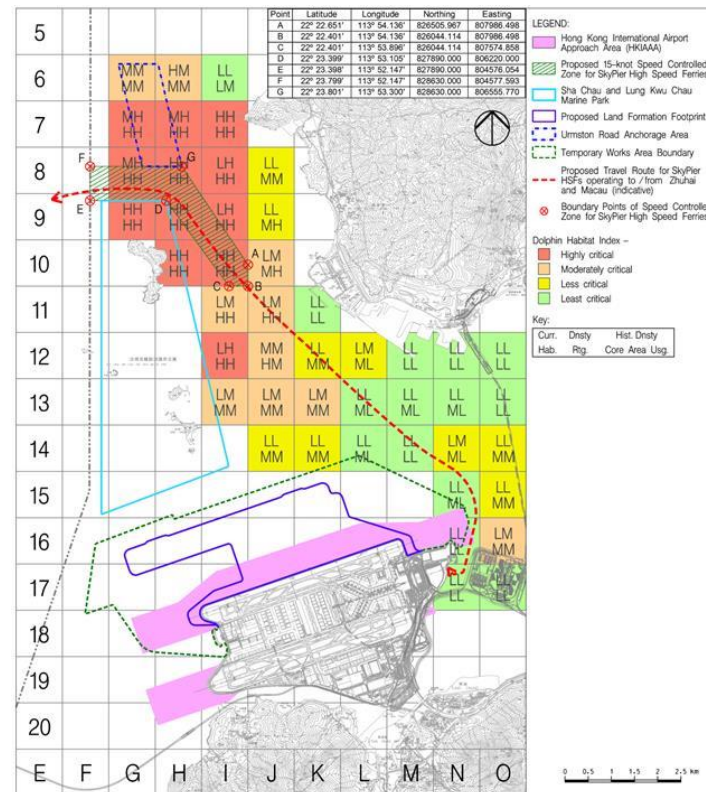 Point Latitude Longitude Northing Easting
A 22° 22.651' 113° 54.136' 826505.967 807986.498
B 22° 22.401' 113° 54.136' 826044.114 807986.498
C 22° 22.401' 113° 53.896' 826044.114 807574.858
D 22° 23.399' 113° 53.105' 827890.000 806220.000
E 22° 23.398' 113° 52.147' 827890.000 804576.054
F 22° 23.799' 113° 52.147' 828630.000 804577.593
G 22° 23.801' 113° 53.300' 828630.000 806555.770
LEGEND:
Hong Kong International Airport
Approach Area (HKIAAA)
Proposed 15-knot Speed Controlled
Zone for SkyPier High Speed Ferries
Sha Chau and Lung Kwu Chau
Marine Park
Proposed Land Formation Footprint
Urmston Road Anchorage Area
Temporary Works Area Boundary
Proposed Travel Route for SkyPier
HSFs operating to / from Zhuhai
and Macau (indicative)
Boundary Points of Speed Controlled
Zone for SkyPier High Speed Ferries
Dolphin Habitat Index –
Highly critical
Moderately critical
Less critical
Least critical
Key:
Curr. Dnsty Hist. Dnsty
Hab. Rtg. Core Area Usg.
5
6 MM HM LL
MM MM LM
7 MH HH HH
HH HH HH
8 F MH HH G LH LL
HH HH HH MM
9 E HH D HH LH LL
HH HH HH MH
10 HH HH A LM
HH HH C B MH
11 LM LM LL
HH HH LL
12 LH MM LL LM LL LL LL
HH HM MM ML LL LL LL
13 LM LM LM LL LL LL LL
MM MM MM ML ML LL LL
14 LL LL LL LL LM LL
MM MM ML LL ML MM
15 LL LL
ML MM
16 LL LM
LL MM
17 LL LL
LL LL
18
19
20
E F G H I J K L M N O
0 0.5 1 1.5 2 2.5 km